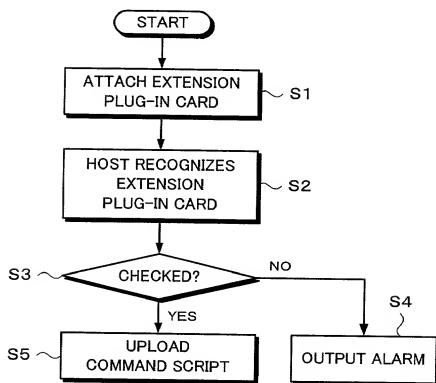 START
ATTACH EXTENSION
PLUG-IN CARD
S1
HOST RECOGNIZES
EXTENSION
PLUG-IN CARD
S2
S3
CHECKED?
NO
YES
S4
S5
UPLOAD
COMMAND SCRIPT
OUTPUT ALARM